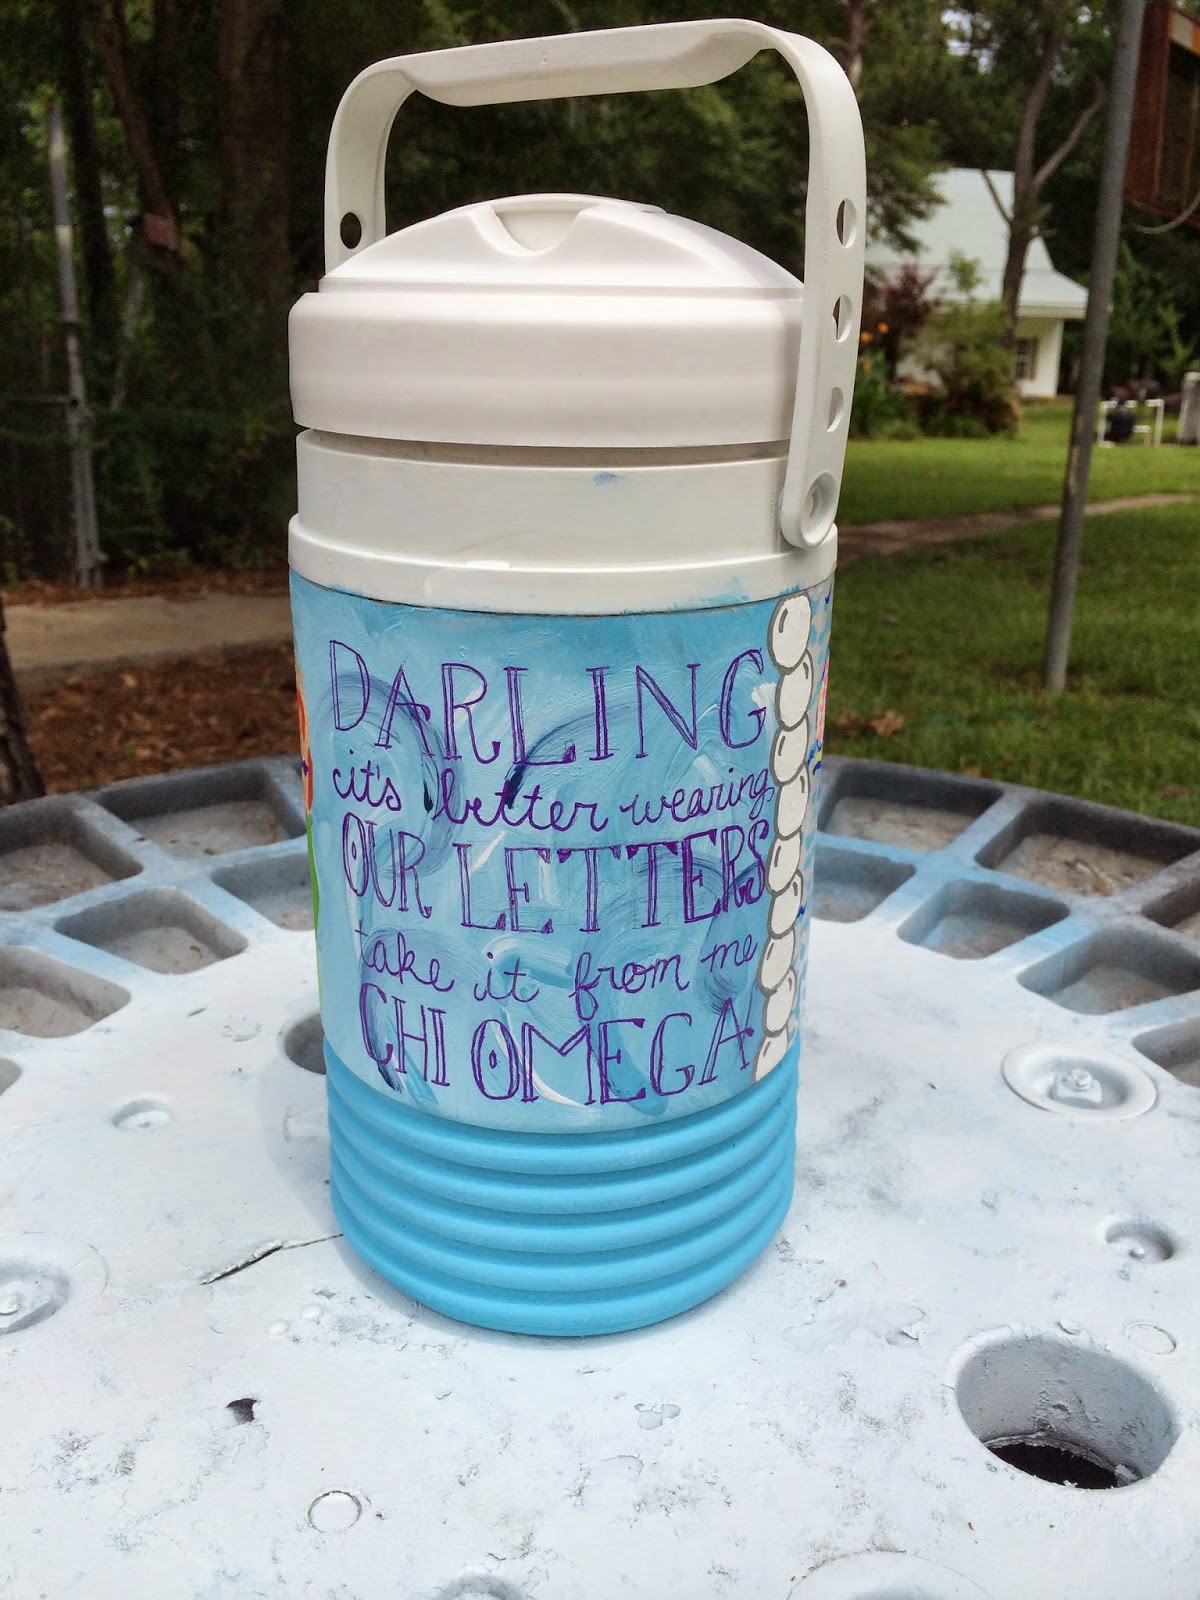 DARLING
it's better wearing
OUR LETTERS
take it from me
CHI OMEGA